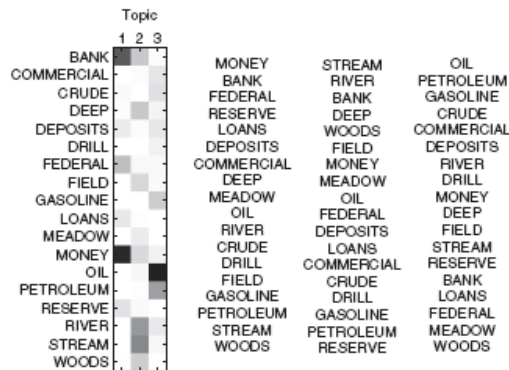 Topic
1 2 3
BANK
COMMERCIAL
CRUDE
DEEP
DEPOSITS
DRILL
FEDERAL
FIELD
GASOLINE
LOANS
MEADOW
MONEY
OIL
PETROLEUM
RESERVE
RIVER
STREAM
WOODS
MONEY STREAM OIL
BANK RIVER PETROLEUM
FEDERAL BANK GASOLINE
RESERVE DEEP CRUDE
LOANS WOODS COMMERCIAL
DEPOSITS FIELD DEPOSITS
COMMERCIAL MONEY RIVER
DEEP MEADOW DRILL
MEADOW OIL MONEY
OIL FEDERAL DEEP
RIVER DEPOSITS FIELD
CRUDE LOANS STREAM
DRILL COMMERCIAL RESERVE
FIELD CRUDE BANK
GASOLINE DRILL LOANS
PETROLEUM GASOLINE FEDERAL
STREAM PETROLEUM MEADOW
WOODS RESERVE WOODS